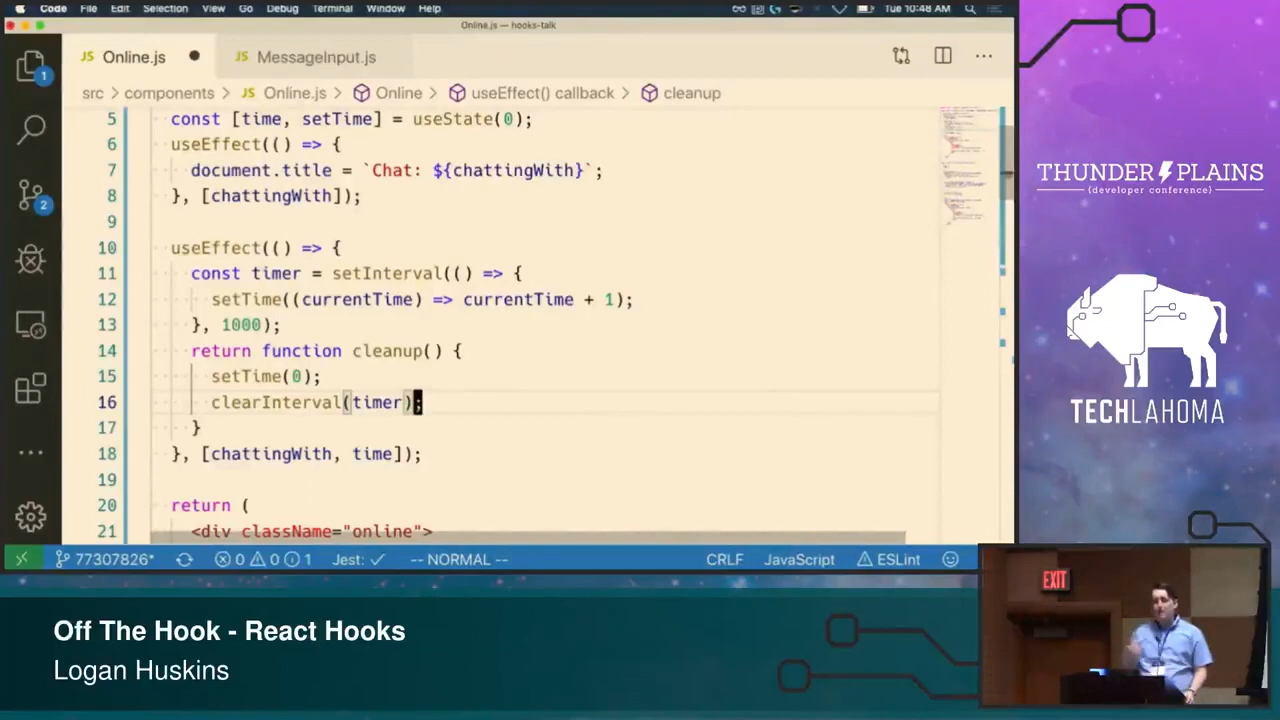 Code File Edit Selection View Go Debug Terminal Window Help Tue 10:48 AM
Online.js — hooks-talk
JS Online.js JS MessageInput.js
src > components > JS Online.js > Online > useEffect() callback > cleanup
5 const [time, setTime] = useState(0);
6 useEffect(() => {
7 document.title = `Chat: ${chattingWith}`;
8 }, [chattingWith]);
9
10 useEffect(() => {
11 const timer = setInterval(() => {
12 setTime((currentTime) => currentTime + 1);
13 }, 1000);
14 return function cleanup() {
15 setTime(0);
16 clearInterval(timer);
17 }
18 }, [chattingWith, time]);
19
20 return (
21 <div className="online">
1
2
77307826* 0 0 1 Jest: ✓ -- NORMAL -- CRLF JavaScript ESLint
THUNDER PLAINS
{developer conference}
TECHLAHOMA
EXIT
Off The Hook - React Hooks
Logan Huskins